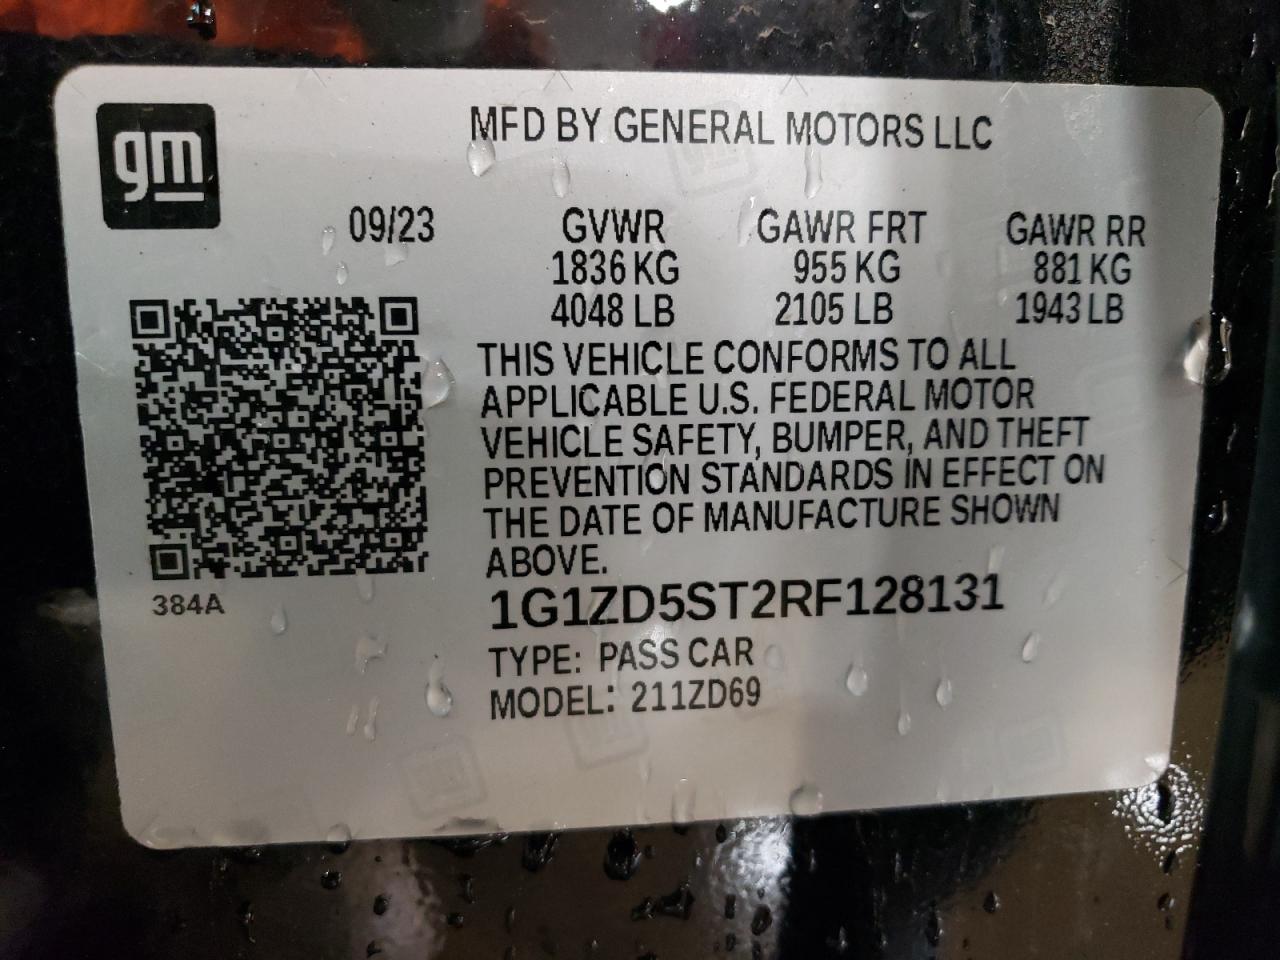 gm
MFD BY GENERAL MOTORS LLC
09/23 GVWR GAWR FRT GAWR RR
1836 KG 955 KG 881 KG
4048 LB 2105 LB 1943 LB
THIS VEHICLE CONFORMS TO ALL
APPLICABLE U.S. FEDERAL MOTOR
VEHICLE SAFETY, BUMPER, AND THEFT
PREVENTION STANDARDS IN EFFECT ON
THE DATE OF MANUFACTURE SHOWN
ABOVE.
384A
1G1ZD5ST2RF128131
TYPE: PASS CAR
MODEL: 211ZD69